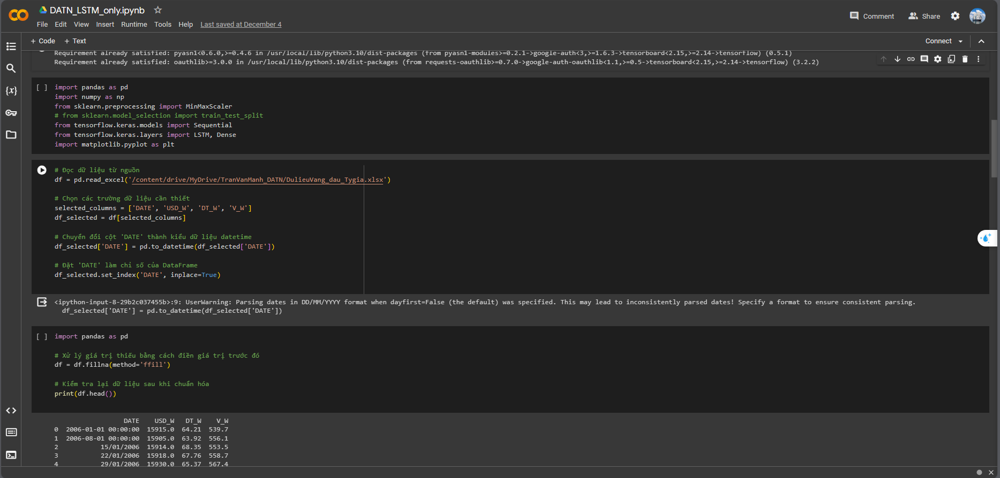 DATN_LSTM_only.ipynb
File Edit View Insert Runtime Tools Help Last saved at December 4
Comment Share
+ Code + Text
Connect
Requirement already satisfied: pyasn1<0.6.0,>=0.4.6 in /usr/local/lib/python3.10/dist-packages (from pyasn1-modules>=0.2.1->google-auth<3,>=1.6.3->tensorboard<2.15,>=2.14->tensorflow) (0.5.1)
Requirement already satisfied: oauthlib>=3.0.0 in /usr/local/lib/python3.10/dist-packages (from requests-oauthlib>=0.7.0->google-auth-oauthlib<1.1,>=0.5->tensorboard<2.15,>=2.14->tensorflow) (3.2.2)
{x}
[ ] import pandas as pd
import numpy as np
from sklearn.preprocessing import MinMaxScaler
# from sklearn.model_selection import train_test_split
from tensorflow.keras.models import Sequential
from tensorflow.keras.layers import LSTM, Dense
import matplotlib.pyplot as plt
# Đọc dữ liệu từ nguồn
df = pd.read_excel('/content/drive/MyDrive/TranVanManh_DATN/DulieuVang_dau_Tygia.xlsx')
# Chọn các trường dữ liệu cần thiết
selected_columns = ['DATE', 'USD_W', 'DT_W', 'V_W']
df_selected = df[selected_columns]
# Chuyển đổi cột 'DATE' thành kiểu dữ liệu datetime
df_selected['DATE'] = pd.to_datetime(df_selected['DATE'])
# Đặt 'DATE' làm chỉ số của DataFrame
df_selected.set_index('DATE', inplace=True)
<ipython-input-8-29b2c037455b>:9: UserWarning: Parsing dates in DD/MM/YYYY format when dayfirst=False (the default) was specified. This may lead to inconsistently parsed dates! Specify a format to ensure consistent parsing.
df_selected['DATE'] = pd.to_datetime(df_selected['DATE'])
[ ] import pandas as pd
# Xử lý giá trị thiếu bằng cách điền giá trị trước đó
df = df.fillna(method='ffill')
# Kiểm tra lại dữ liệu sau khi chuẩn hóa
print(df.head())
DATE USD_W DT_W V_W
0 2006-01-01 00:00:00 15915.0 64.21 539.7
1 2006-08-01 00:00:00 15905.0 63.92 556.1
2 15/01/2006 15914.0 68.35 553.5
3 22/01/2006 15918.0 67.76 558.7
4 29/01/2006 15930.0 65.37 567.4